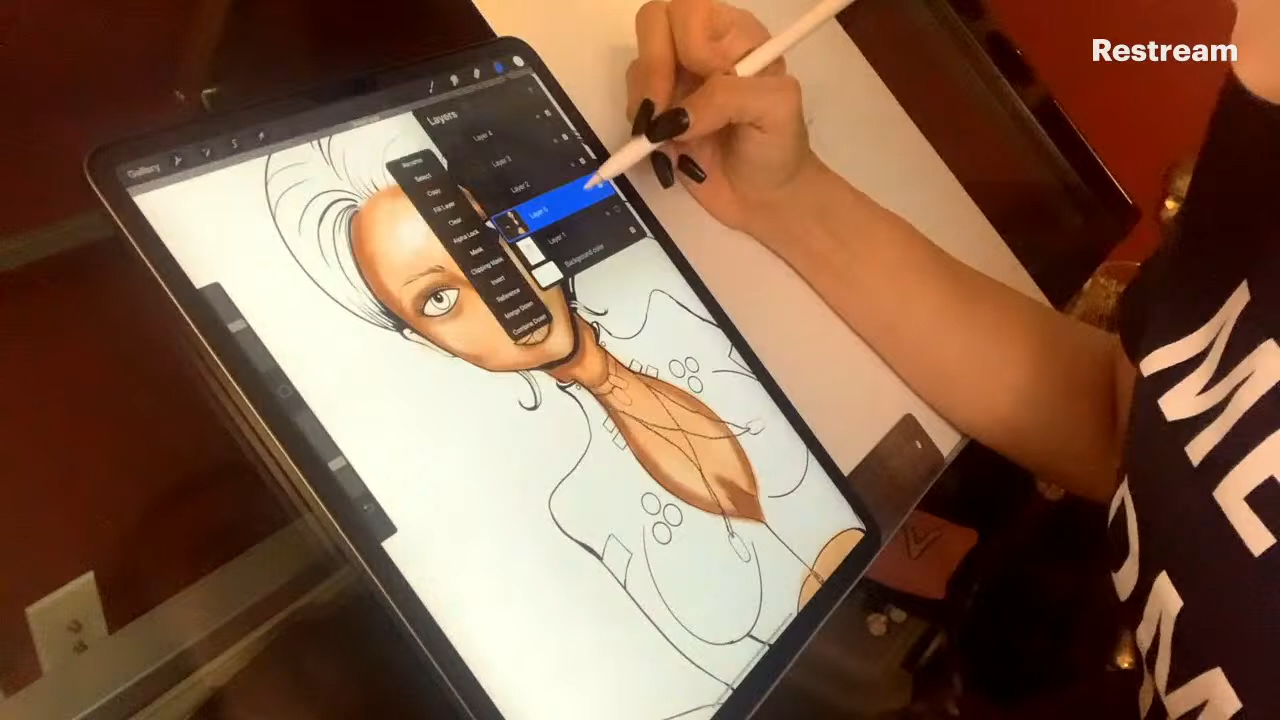 Restream
Gallery
Layers
Layer 4
Layer 3
Layer 2
Layer 5
Layer 1
Background color
Rename
Select
Copy
Fill Layer
Clear
Alpha Lock
Mask
Clipping Mask
Invert
Reference
Merge Down
Combine Down
ME